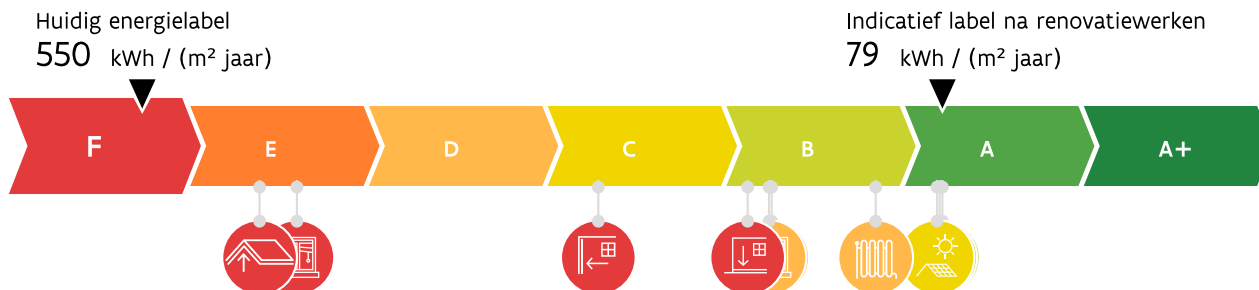 Huidig energielabel
550 kWh / (m² jaar)
Indicatief label na renovatiewerken
79 kWh / (m² jaar)
F E D C B A A+